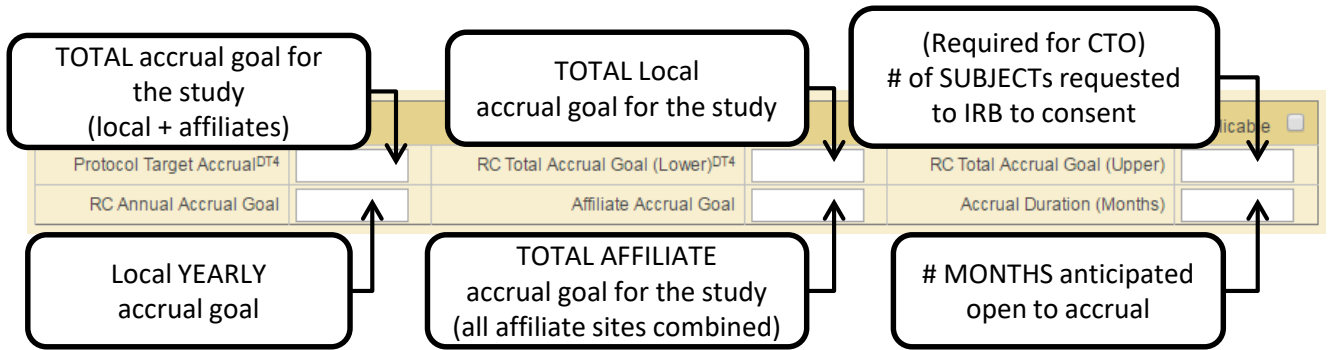 TOTAL accrual goal for
the study
(local + affiliates)
TOTAL Local
accrual goal for the study
(Required for CTO)
# of SUBJECTs requested
to IRB to consent
licable
Protocol Target Accrual DT4
RC Total Accrual Goal (Lower) DT4
RC Total Accrual Goal (Upper)
RC Annual Accrual Goal
Affiliate Accrual Goal
Accrual Duration (Months)
Local YEARLY
accrual goal
TOTAL AFFILIATE
accrual goal for the study
(all affiliate sites combined)
# MONTHS anticipated
open to accrual